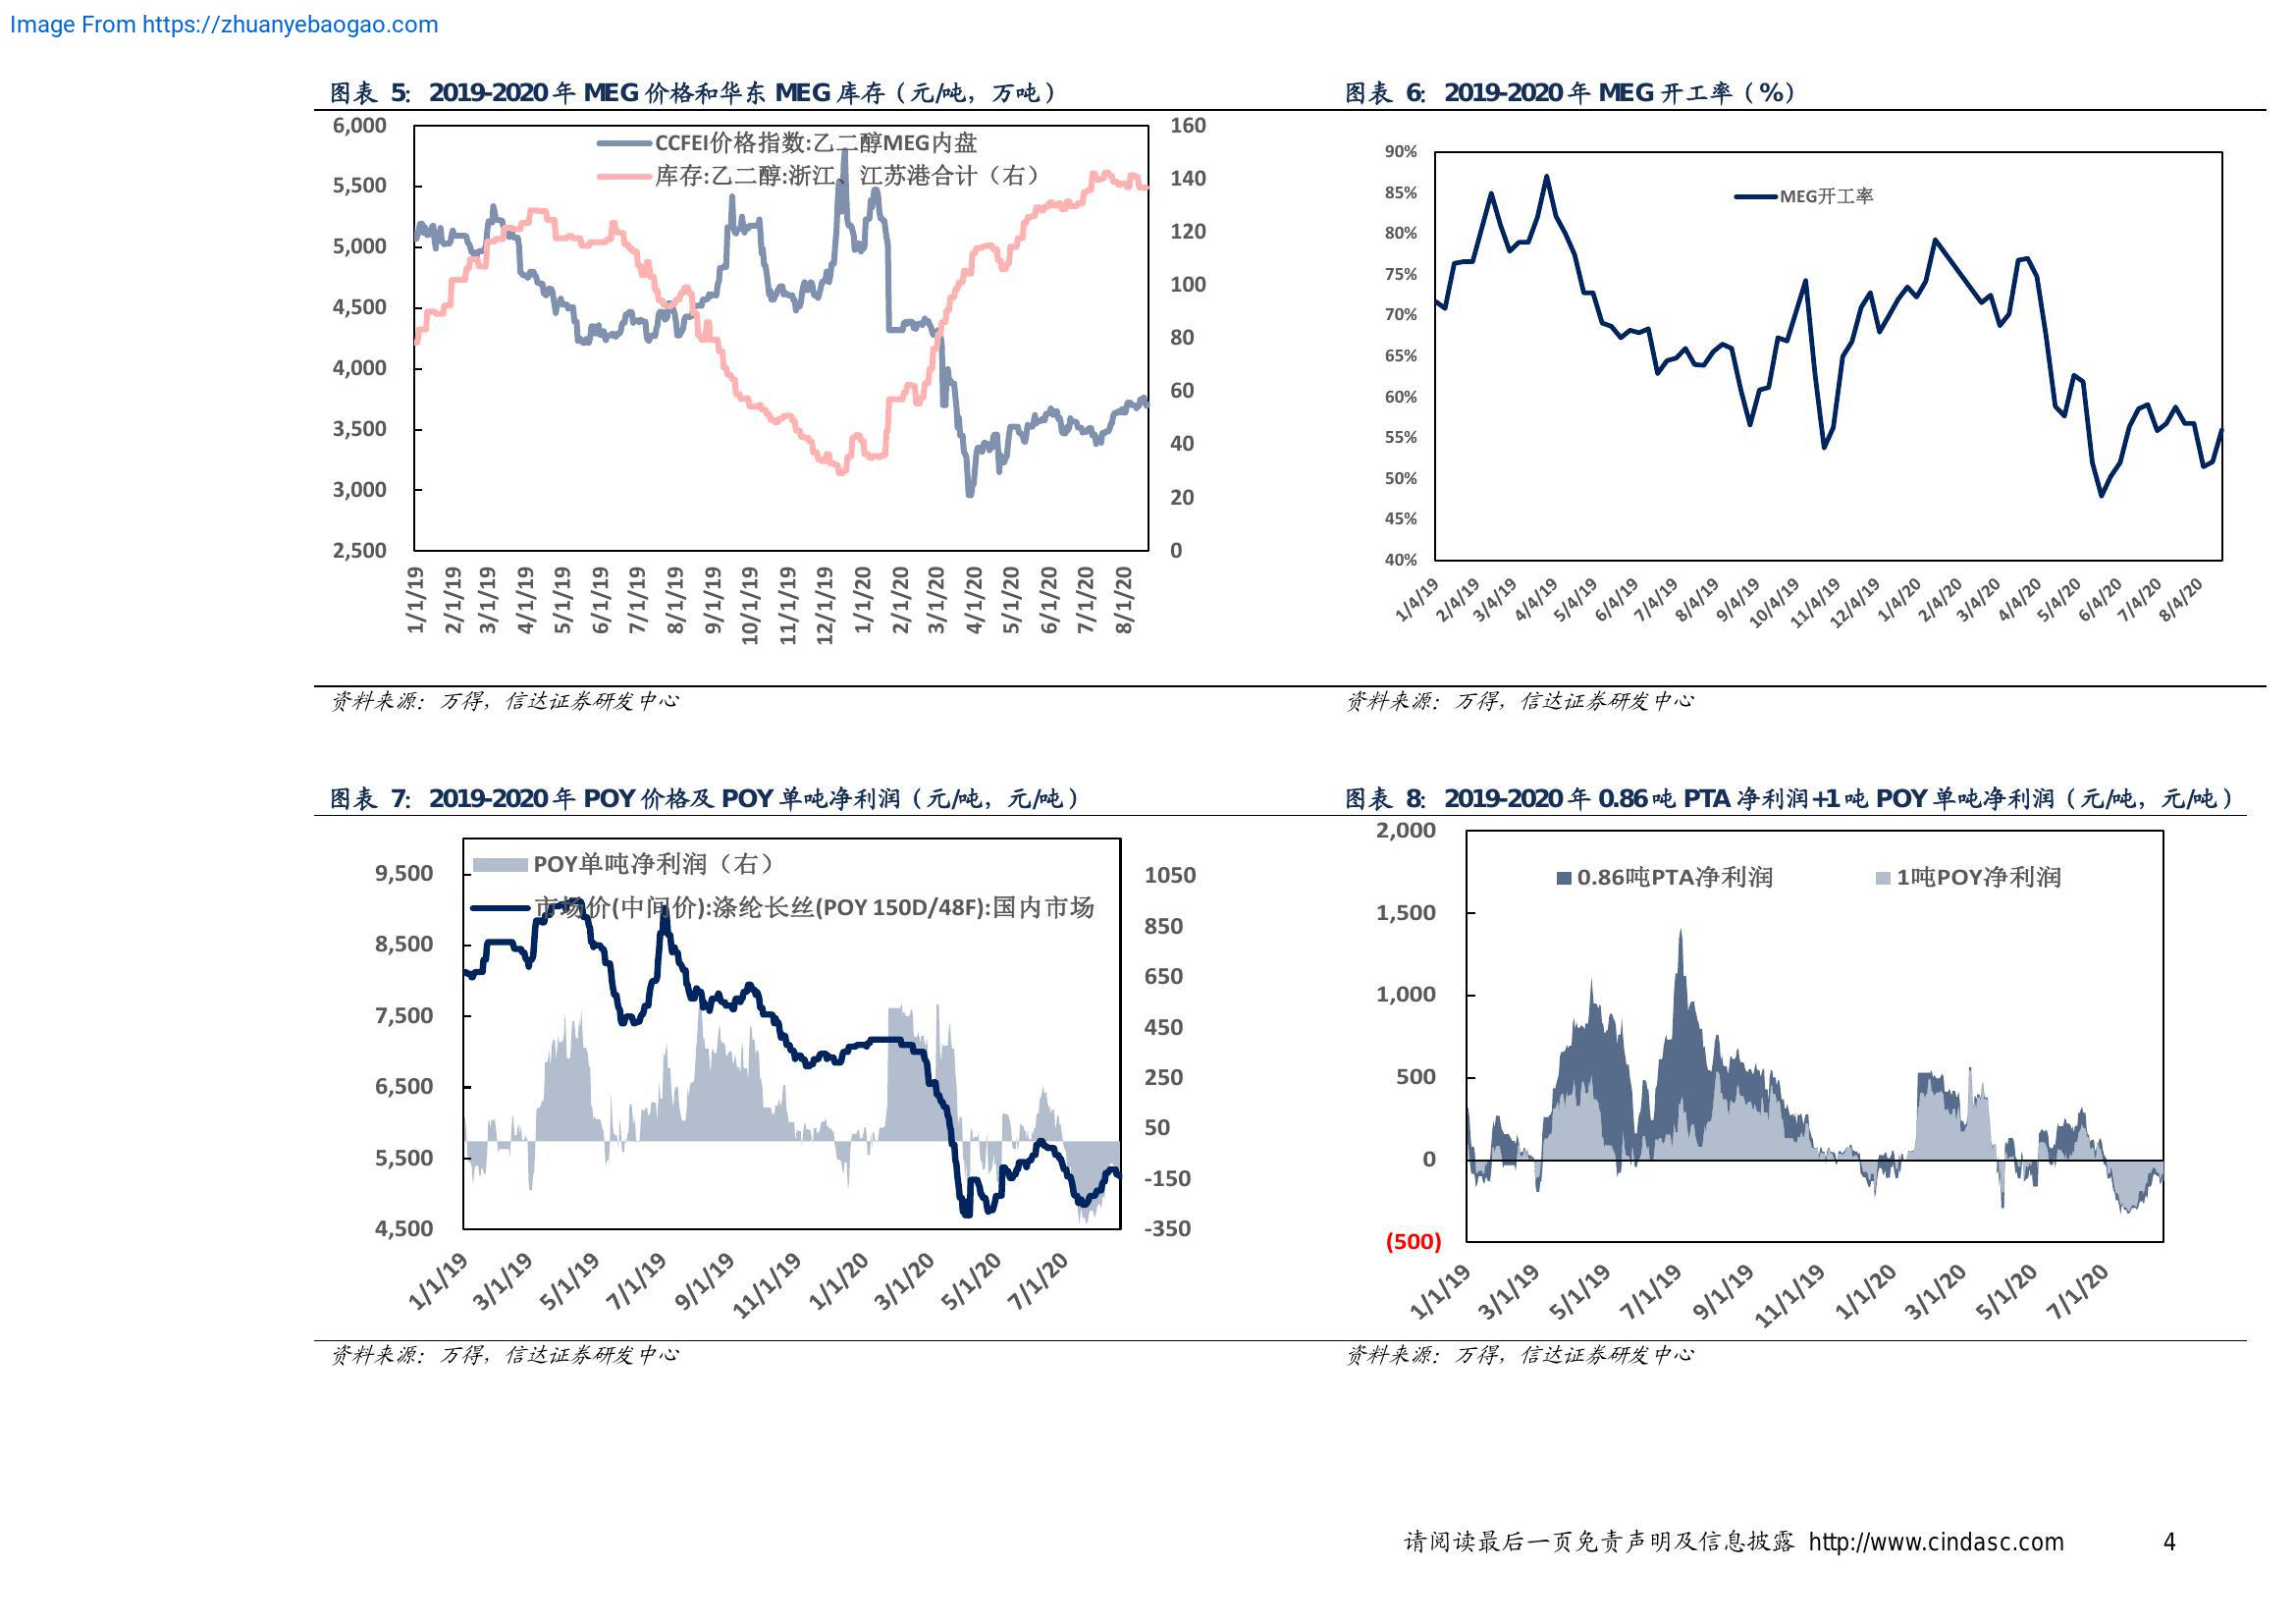 Image From https://zhuanyebaogao.com
图表 5: 2019-2020 年 MEG 价格和华东 MEG 库存（元/吨，万吨）
6,000
5,500
5,000
4,500
4,000
3,500
3,000
2,500
CCFEI价格指数:乙二醇MEG内盘
库存:乙二醇:浙江、江苏港合计（右）
160
140
120
100
80
60
40
20
0
1/1/19 2/1/19 3/1/19 4/1/19 5/1/19 6/1/19 7/1/19 8/1/19 9/1/19 10/1/19 11/1/19 12/1/19 1/1/20 2/1/20 3/1/20 4/1/20 5/1/20 6/1/20 7/1/20 8/1/20
资料来源：万得，信达证券研发中心
图表 6: 2019-2020 年 MEG 开工率（%）
90%
85%
80%
75%
70%
65%
60%
55%
50%
45%
40%
MEG开工率
1/4/19 2/4/19 3/4/19 4/4/19 5/4/19 6/4/19 7/4/19 8/4/19 9/4/19 10/4/19 11/4/19 12/4/19 1/4/20 2/4/20 3/4/20 4/4/20 5/4/20 6/4/20 7/4/20 8/4/20
资料来源：万得，信达证券研发中心
图表 7: 2019-2020 年 POY 价格及 POY 单吨净利润（元/吨，元/吨）
9,500
8,500
7,500
6,500
5,500
4,500
POY单吨净利润（右）
市场价(中间价):涤纶长丝(POY 150D/48F):国内市场
1050
850
650
450
250
50
-150
-350
1/1/19 3/1/19 5/1/19 7/1/19 9/1/19 11/1/19 1/1/20 3/1/20 5/1/20 7/1/20
资料来源：万得，信达证券研发中心
图表 8: 2019-2020 年 0.86 吨 PTA 净利润+1 吨 POY 单吨净利润（元/吨，元/吨）
2,000
1,500
1,000
500
0
(500)
0.86吨PTA净利润 1吨POY净利润
1/1/19 3/1/19 5/1/19 7/1/19 9/1/19 11/1/19 1/1/20 3/1/20 5/1/20 7/1/20
资料来源：万得，信达证券研发中心
请阅读最后一页免责声明及信息披露 http://www.cindasc.com 4